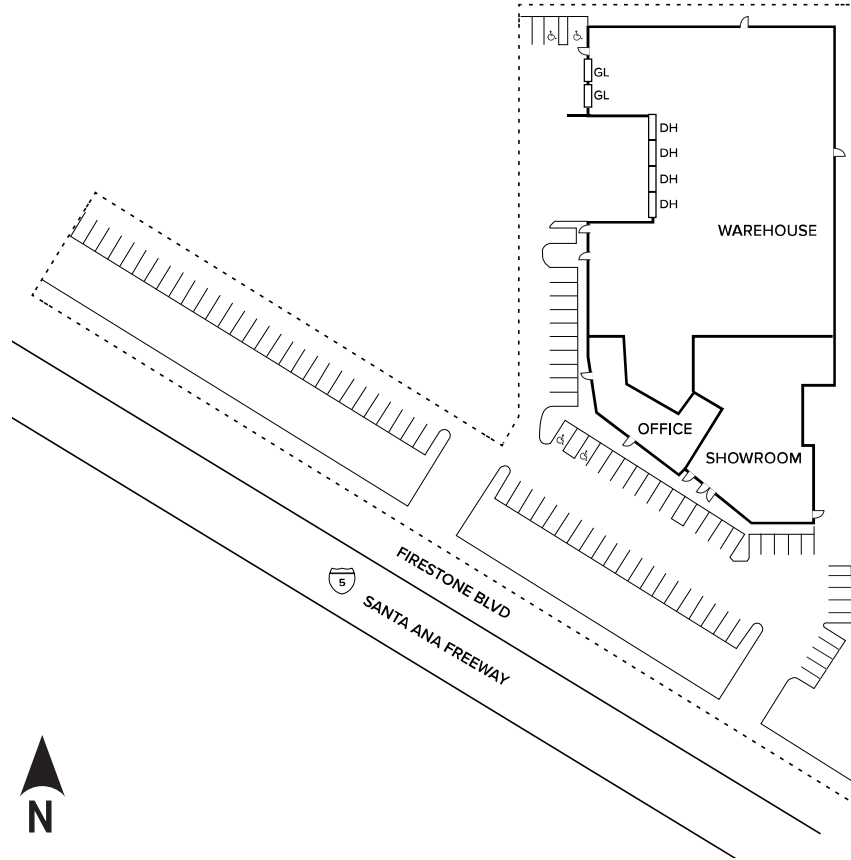 GL
GL
DH
DH
DH
DH
WAREHOUSE
OFFICE
SHOWROOM
FIRESTONE BLVD
5
SANTA ANA FREEWAY
N